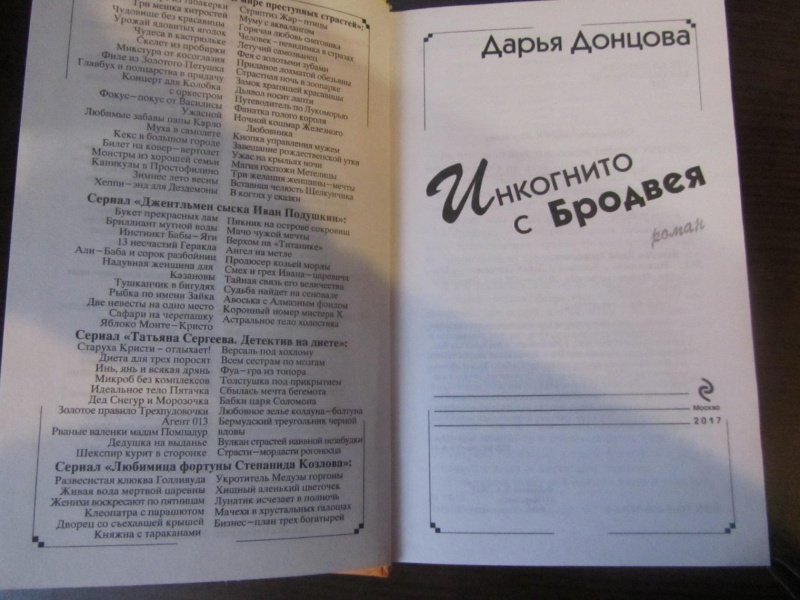 мире преступных страстей»:
Три мешка хитростей
Чудовище без красавицы
Урожай ядовитых ягодок
Чудеса в кастрюльке
Скелет из пробирки
Микстура от косоглазия
Филе из Золотого Петушка
Главбух и полцарства в придачу
Концерт для Колобка
с оркестром
Фокус-покус от Василисы
Ужасной
Любимые забавы папы Карло
Муха в самолете
Кекс в большом городе
Билет на ковер-вертолет
Монстры из хорошей семьи
Каникулы в Простофилино
Зимнее лето весны
Хеппи-энд для Дездемоны
Стриптиз Жар-птицы
Муму с аквалангом
Горячая любовь снеговика
Человек-невидимка в стразах
Летучий самозванец
Фея с золотыми зубами
Приданое лохматой обезьяны
Страстная ночь в зоопарке
Замок храпящей красавицы
Дьявол носит лапти
Путеводитель по Лукоморью
Фанатка голого короля
Ночной кошмар Железного
Любовника
Кнопка управления мужем
Завещание рождественской утки
Ужас на крыльях ночи
Магия госпожи Метелицы
Три желания женщины-мечты
Вставная челюсть Щелкунчика
В когтях у сказки
Сериал «Джентльмен сыска Иван Подушкин»:
Букет прекрасных дам
Бриллиант мутной воды
Инстинкт Бабы-Яги
13 несчастий Геракла
Али-Баба и сорок разбойниц
Надувная женщина для
Казановы
Тушканчик в бигудях
Рыбка по имени Зайка
Две невесты на одно место
Сафари на черепашку
Яблоко Монте-Кристо
Пикник на острове сокровищ
Мачо чужой мечты
Верхом на «Титанике»
Ангел на метле
Продюсер козьей морды
Смех и грех Ивана-царевича
Тайная связь его величества
Судьба найдет на сеновале
Авоська с Алмазным фондом
Коронный номер мистера Х
Астральное тело холостяка
Сериал «Татьяна Сергеева. Детектив на диете»:
Старуха Кристи - отдыхает!
Диета для трех поросят
Инь, янь и всякая дрянь
Микроб без комплексов
Идеальное тело Пятачка
Дед Снегур и Морозочка
Золотое правило Трехпудовочки
Агент 013
Рваные валенки мадам Помпадур
Дедушка на выданье
Шекспир курит в сторонке
Версаль под хохлому
Всем сестрам по мозгам
Фуа-гра из топора
Толстушка под прикрытием
Сбылась мечта бегемота
Бабки царя Соломона
Любовное зелье колдуна-болтуна
Бермудский треугольник черной
вдовы
Вулкан страстей наивной незабудки
Страсти-мордасти рогоносца
Сериал «Любимица фортуны Степанида Козлова»:
Развесистая клюква Голливуда
Живая вода мертвой царевны
Женихи воскресают по пятницам
Клеопатра с парашютом
Дворец со съехавшей крышей
Княжна с тараканами
Укротитель Медузы горгоны
Хищный аленький цветочек
Лунатик исчезает в полночь
Мачеха в хрустальных галошах
Бизнес-план трех богатырей
Дарья Донцова
Инкогнито
с Бродвея
роман
Москва
2017